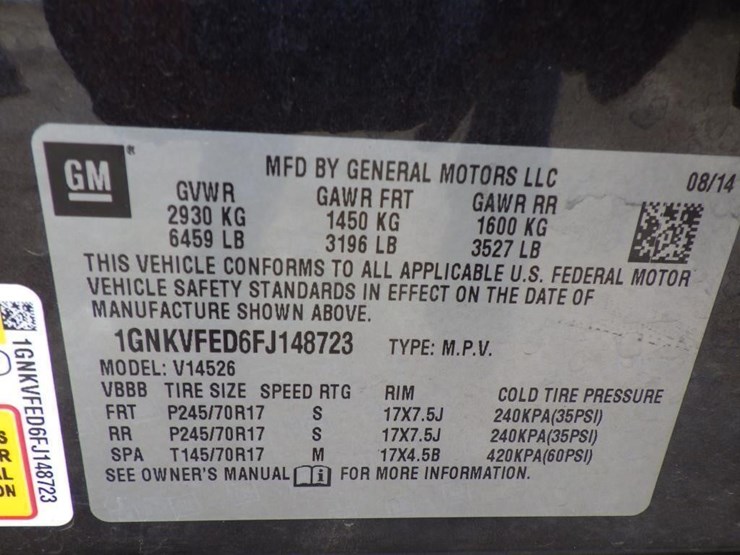 GM ®
MFD BY GENERAL MOTORS LLC 08/14
GVWR GAWR FRT GAWR RR
2930 KG 1450 KG 1600 KG
6459 LB 3196 LB 3527 LB
THIS VEHICLE CONFORMS TO ALL APPLICABLE U.S. FEDERAL MOTOR
VEHICLE SAFETY STANDARDS IN EFFECT ON THE DATE OF
MANUFACTURE SHOWN ABOVE.
1GNKVFED6FJ148723 TYPE: M.P.V.
MODEL: V14526
VBBB TIRE SIZE SPEED RTG RIM COLD TIRE PRESSURE
FRT P245/70R17 S 17X7.5J 240KPA(35PSI)
RR P245/70R17 S 17X7.5J 240KPA(35PSI)
SPA T145/70R17 M 17X4.5B 420KPA(60PSI)
SEE OWNER'S MANUAL i FOR MORE INFORMATION.
1GNKVFED6FJ148723
S
R
AL
ON